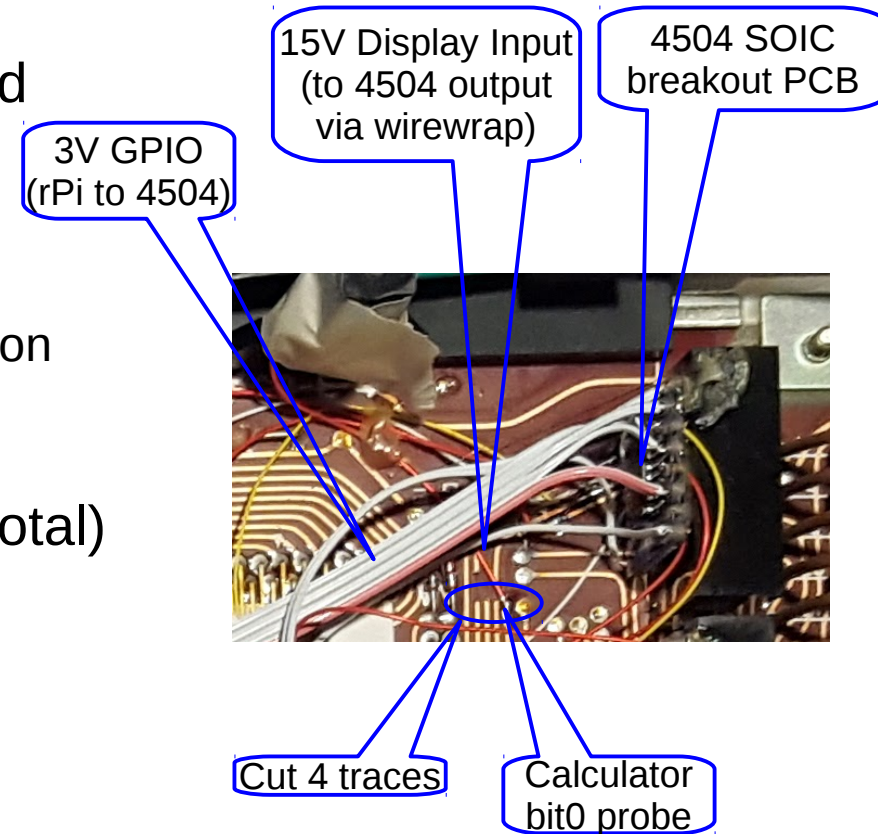 d
15V Display Input
(to 4504 output
via wirewrap)
4504 SOIC
breakout PCB
3V GPIO
(rPi to 4504)
on
otal)
Cut 4 traces
Calculator
bit0 probe